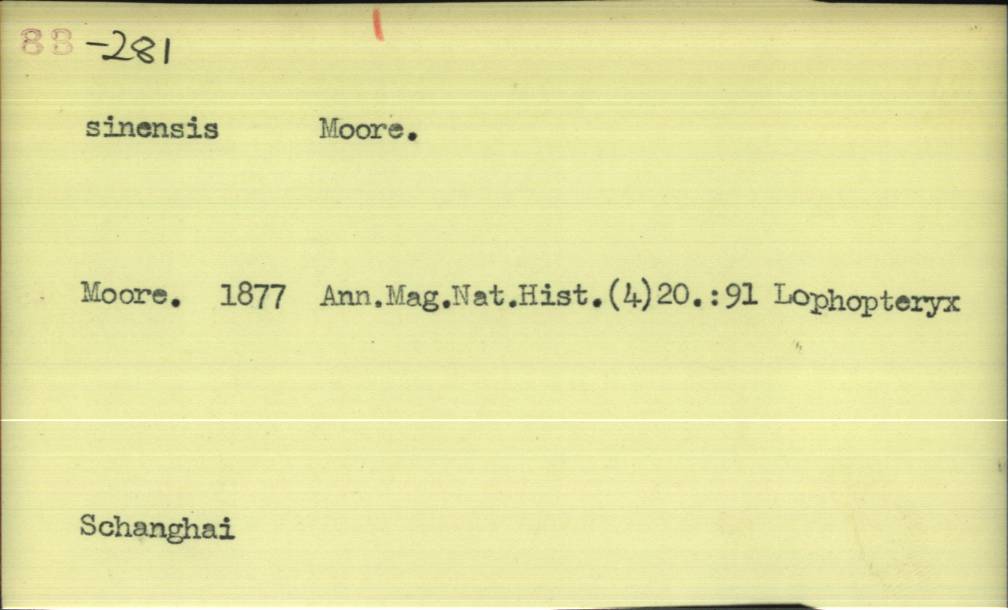 88-281
sinensis Moore.
Moore. 1877 Ann.Mag.Nat.Hist.(4)20.:91 Lophopteryx
Schanghai